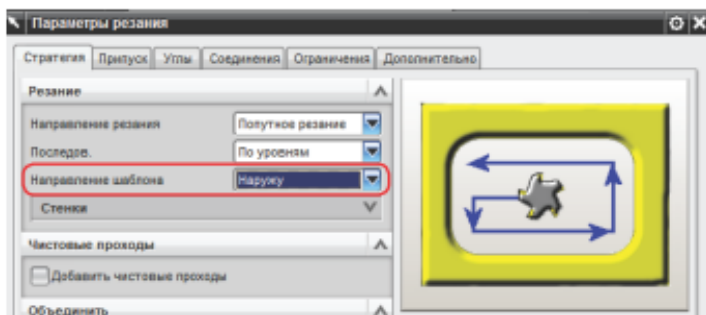 Параметры резания
Стратегия Припуск Углы Соединения Ограничения Дополнительно
Резание
Направление резания Попутное резание
Последов. По уровням
Направление шаблона Наружу
Стенки
Чистовые проходы
Добавить чистовые проходы
Объединить